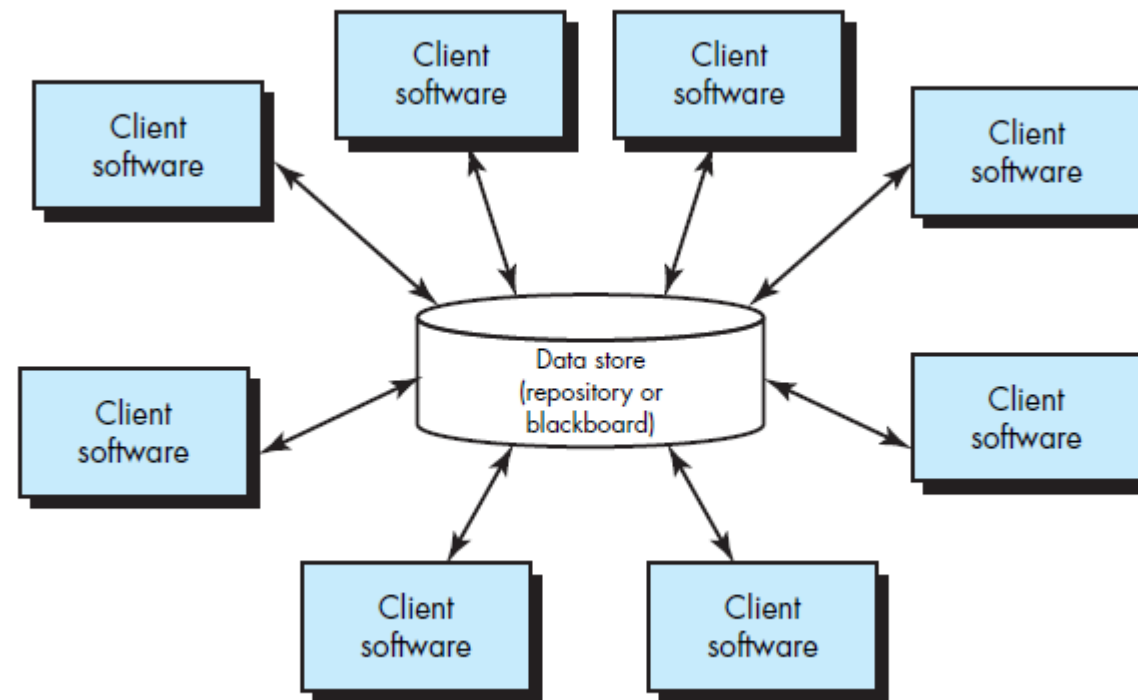 Client
software
Client
software
Client
software
Client
software
Data store
(repository or
blackboard)
Client
software
Client
software
Client
software
Client
software